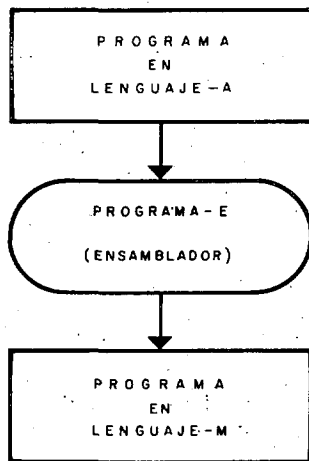 PROGRAMA
EN
LENGUAJE-A
PROGRAMA-E
(ENSAMBLADOR)
PROGRAMA
EN
LENGUAJE-M